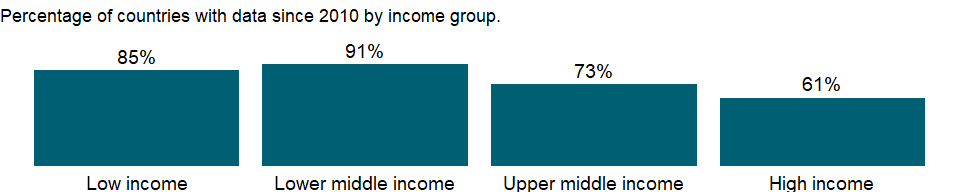 Percentage of countries with data since 2010 by income group.
85%
91%
73%
61%
Low income
Lower middle income
Upper middle income
High income